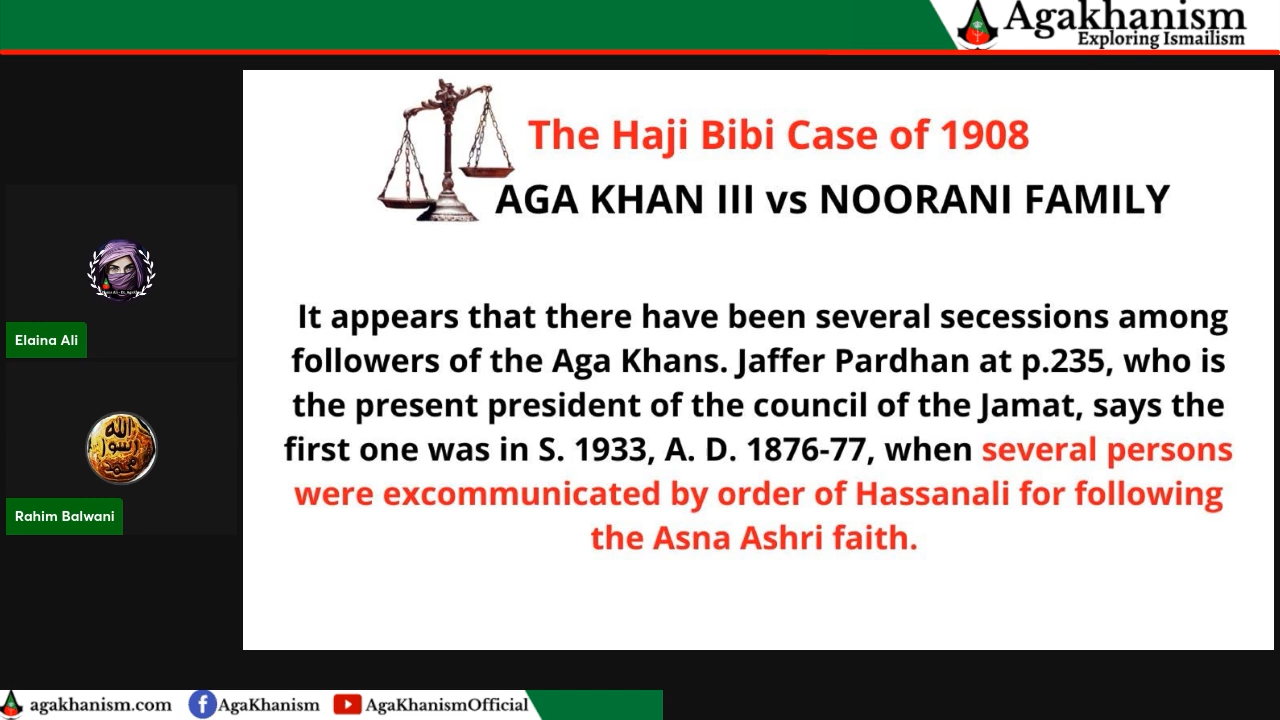 Agakhanism
Exploring Ismailism
The Haji Bibi Case of 1908
AGA KHAN III vs NOORANI FAMILY
It appears that there have been several secessions among
followers of the Aga Khans. Jaffer Pardhan at p.235, who is
the present president of the council of the Jamat, says the
first one was in S. 1933, A. D. 1876-77, when several persons
were excommunicated by order of Hassanali for following
the Asna Ashri faith.
Elaina Ali
الله
رسول
محمد
Rahim Balwani
agakhanism.com
AgaKhanism
AgaKhanismOfficial